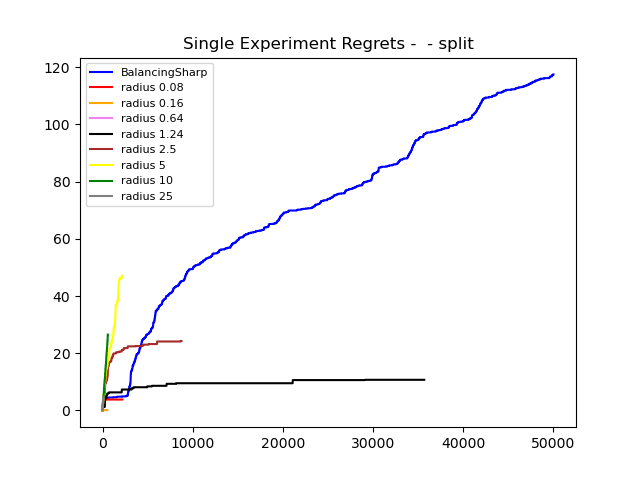 Single Experiment Regrets -  - split
BalancingSharp
radius 0.08
radius 0.16
radius 0.64
radius 1.24
radius 2.5
radius 5
radius 10
radius 25
120
100
80
60
40
20
0
0 10000 20000 30000 40000 50000